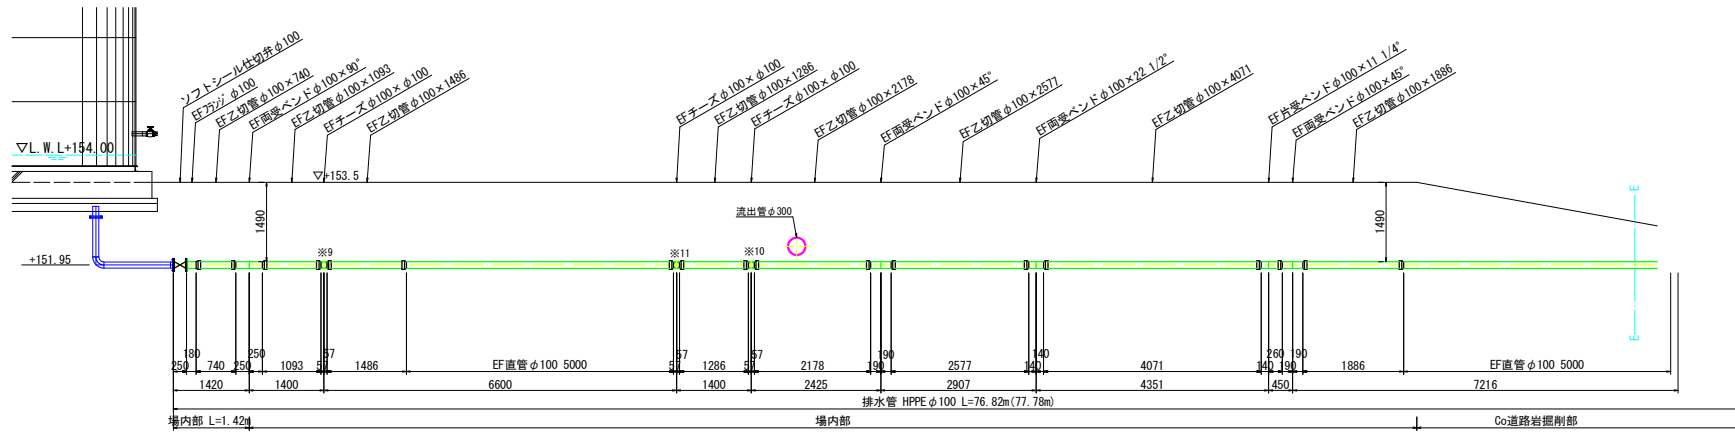 ソフトシール仕切弁φ100
EFフランジ φ100
EF乙切管φ100×740
EF両受ベンドφ100×90°
EF乙切管φ100×1093
EFチーズφ100×φ100
EF乙切管φ100×1486
EFチーズφ100×φ100
EF乙切管φ100×1286
EFチーズφ100×φ100
EF乙切管φ100×2178
EF両受ベンドφ100×45°
EF乙切管φ100×2577
EF両受ベンドφ100×22 1/2°
EF乙切管φ100×4071
EF片受ベンドφ100×11 1/4°
EF両受ベンドφ100×45°
EF乙切管φ100×1886
▽L.W.L+154.00
▽+153.5
1490
流出管φ300
1490
+151.95
※9
※11
※10
E
E
180
250
740
250
250
1093
57
57
1486
EF直管φ100 5000
57
57
1286
57
57
2178
190
190
2577
140
140
4071
140
260
190
190
1886
EF直管φ100 5000
1420
1400
6600
1400
2425
2907
4351
450
7216
排水管 HPPEφ100 L=76.82m(77.78m)
場内部 L=1.42m
場内部
Co道路岩掘削部